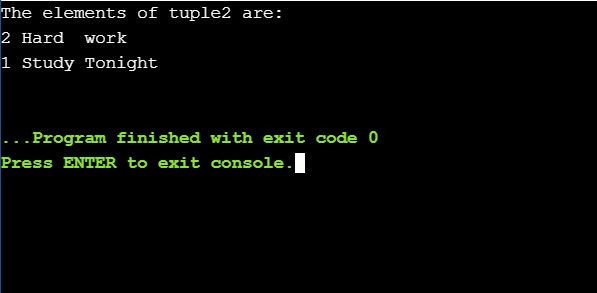 The elements of tuple2 are:
2 Hard  work
1 Study Tonight
...Program finished with exit code 0
Press ENTER to exit console.